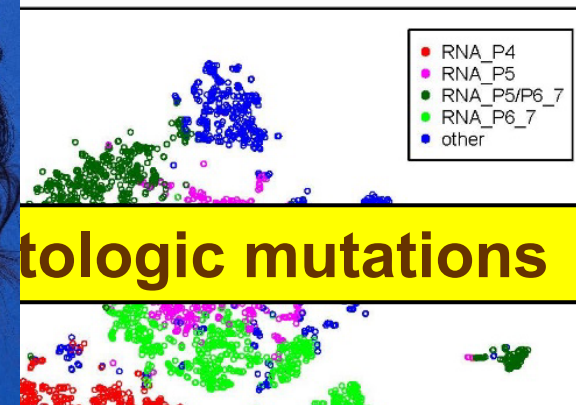 RNA_P4
RNA_P5
RNA_P5/P6_7
RNA_P6_7
other
tologic mutations